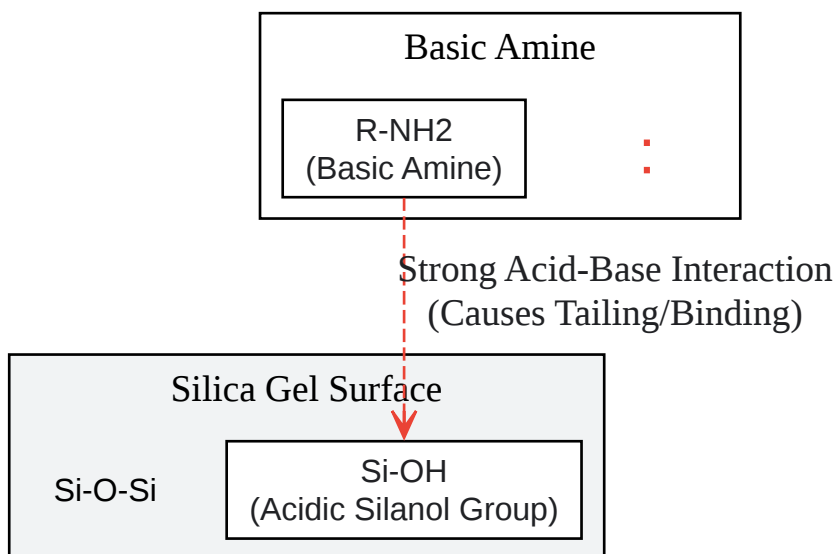 Basic Amine
R-NH2
(Basic Amine)
:
Strong Acid-Base Interaction
(Causes Tailing/Binding)
Silica Gel Surface
Si-O-Si
Si-OH
(Acidic Silanol Group)